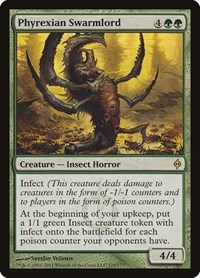 Phyrexian Swarmlord 4
Creature — Insect Horror
Infect (This creature deals damage to
creatures in the form of -1/-1 counters and
to players in the form of poison counters.)
At the beginning of your upkeep, put
a 1/1 green Insect creature token with
infect onto the battlefield for each
poison counter your opponents have.
Svetlin Velinov
4/4